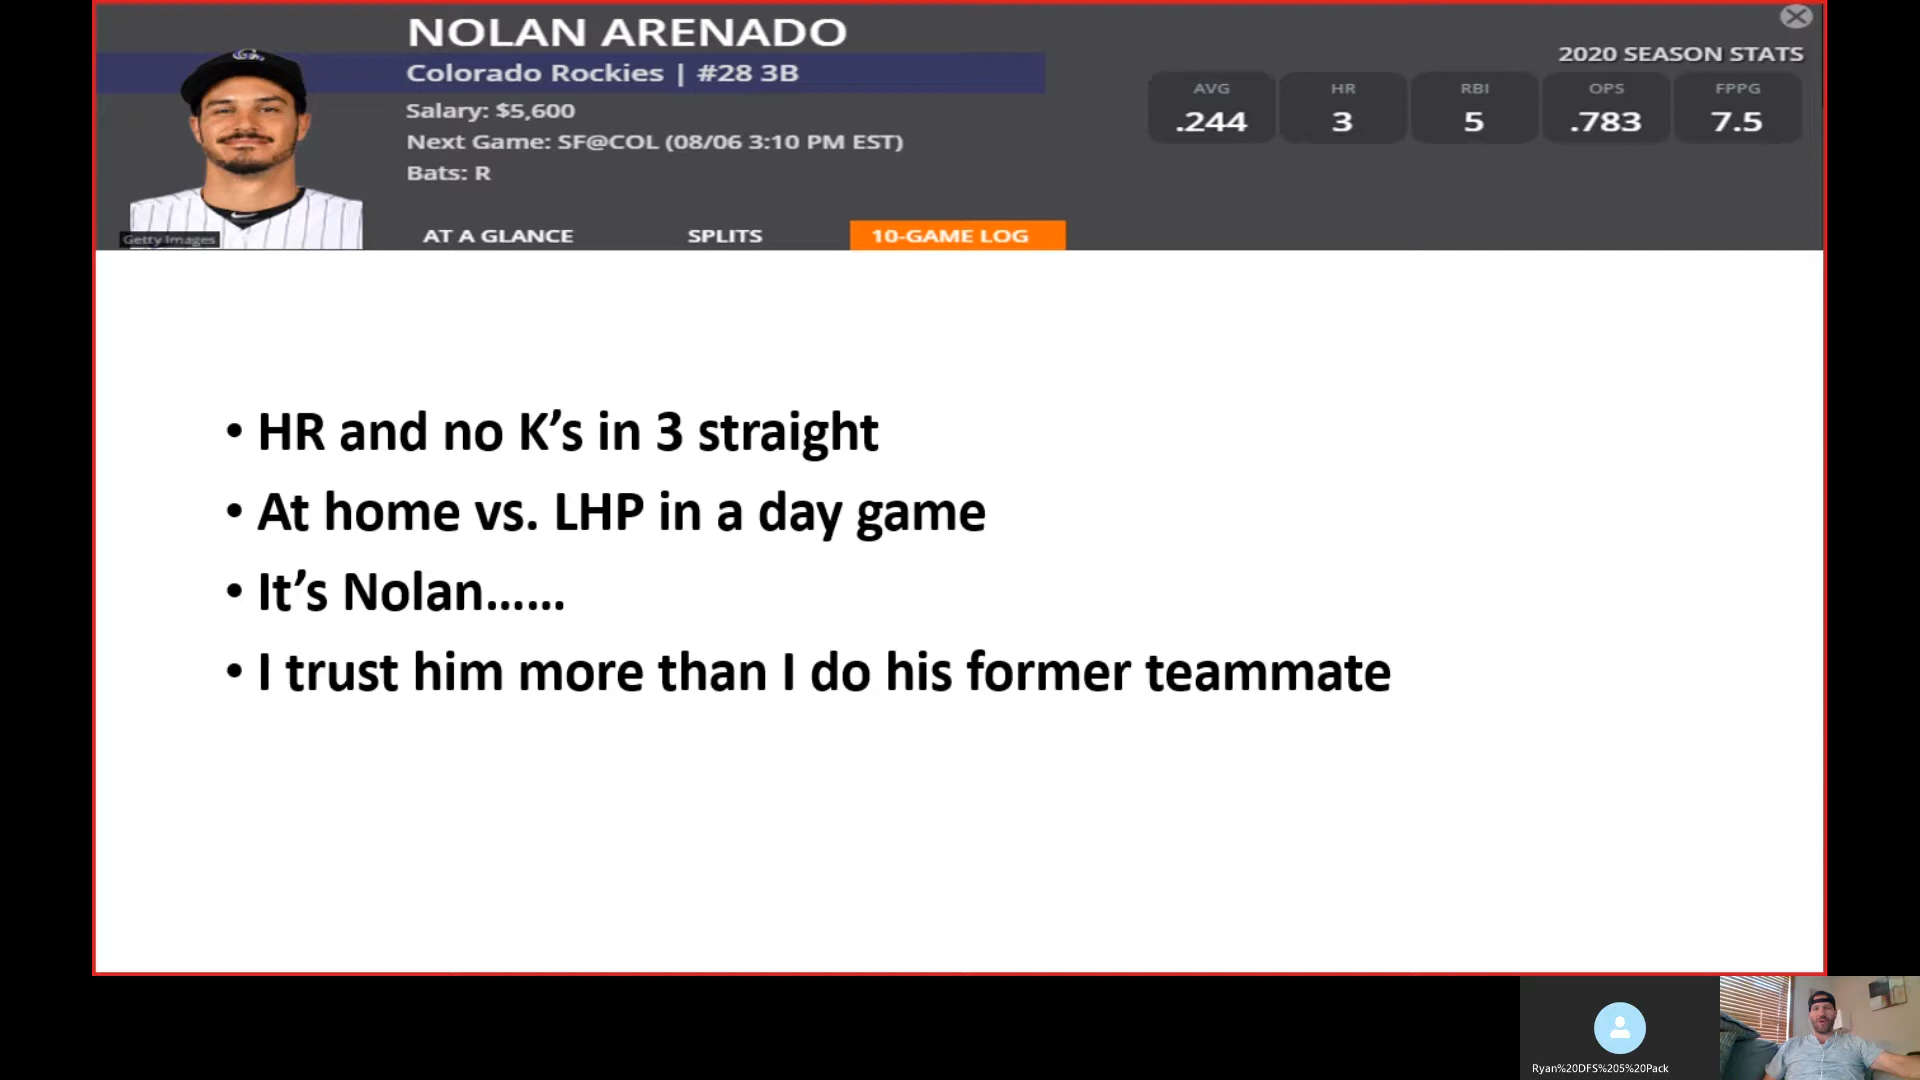 NOLAN ARENADO
Colorado Rockies | #28 3B
Salary: $5,600
Next Game: SF@COL (08/06 3:10 PM EST)
Bats: R
2020 SEASON STATS
AVG HR RBI OPS FPPG
.244 3 5 .783 7.5
Getty Images
AT A GLANCE SPLITS 10-GAME LOG
• HR and no K’s in 3 straight
• At home vs. LHP in a day game
• It’s Nolan……
• I trust him more than I do his former teammate
Ryan%20DFS%205%20Pack